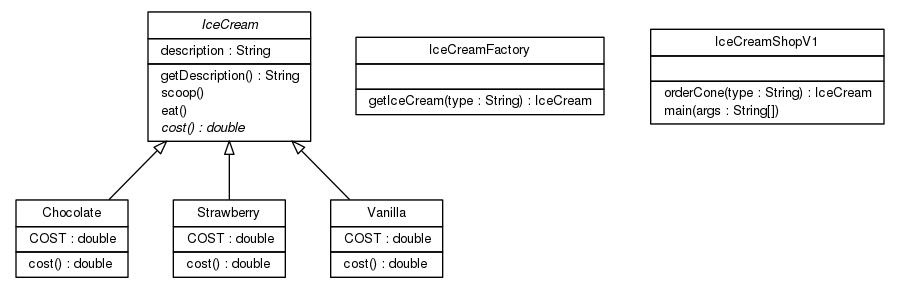 IceCream
description : String
getDescription() : String
scoop()
eat()
cost() : double
IceCreamFactory
getIceCream(type : String) : IceCream
IceCreamShopV1
orderCone(type : String) : IceCream
main(args : String[])
Chocolate
COST : double
cost() : double
Strawberry
COST : double
cost() : double
Vanilla
COST : double
cost() : double